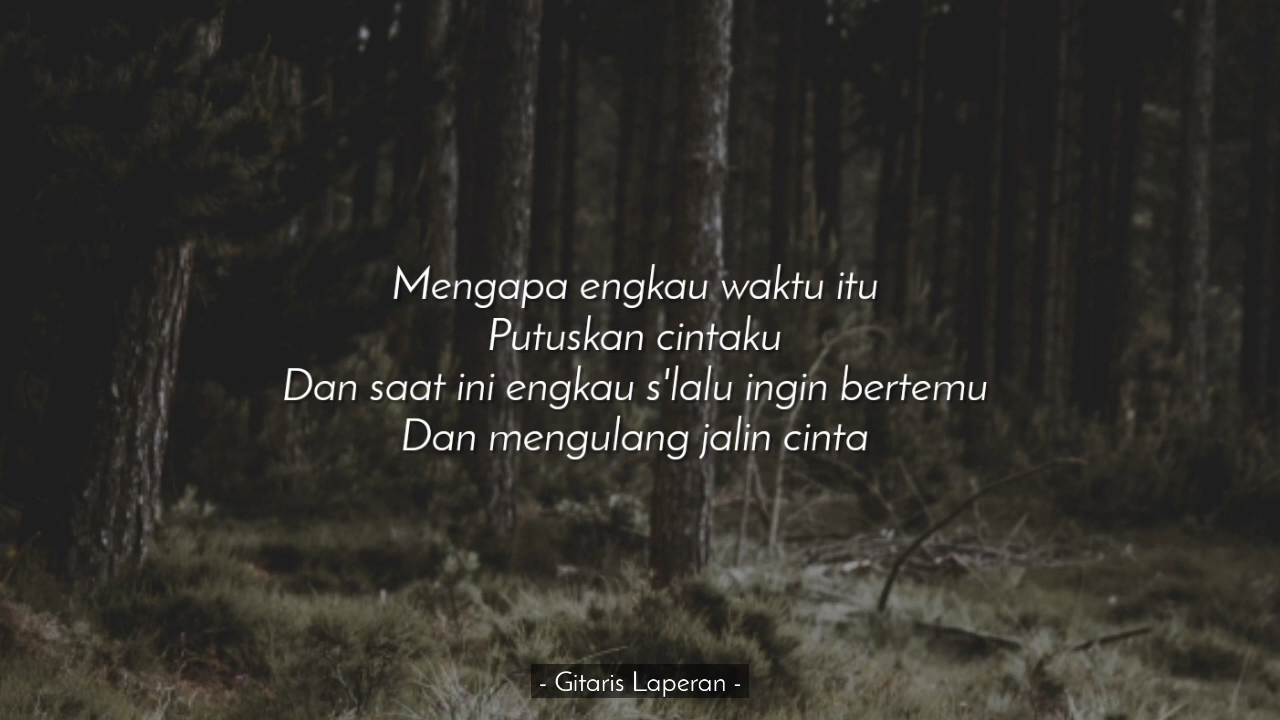 Mengapa engkau waktu itu
Putuskan cintaku
Dan saat ini engkau s'lalu ingin bertemu
Dan mengulang jalin cinta
- Gitaris Laperan -